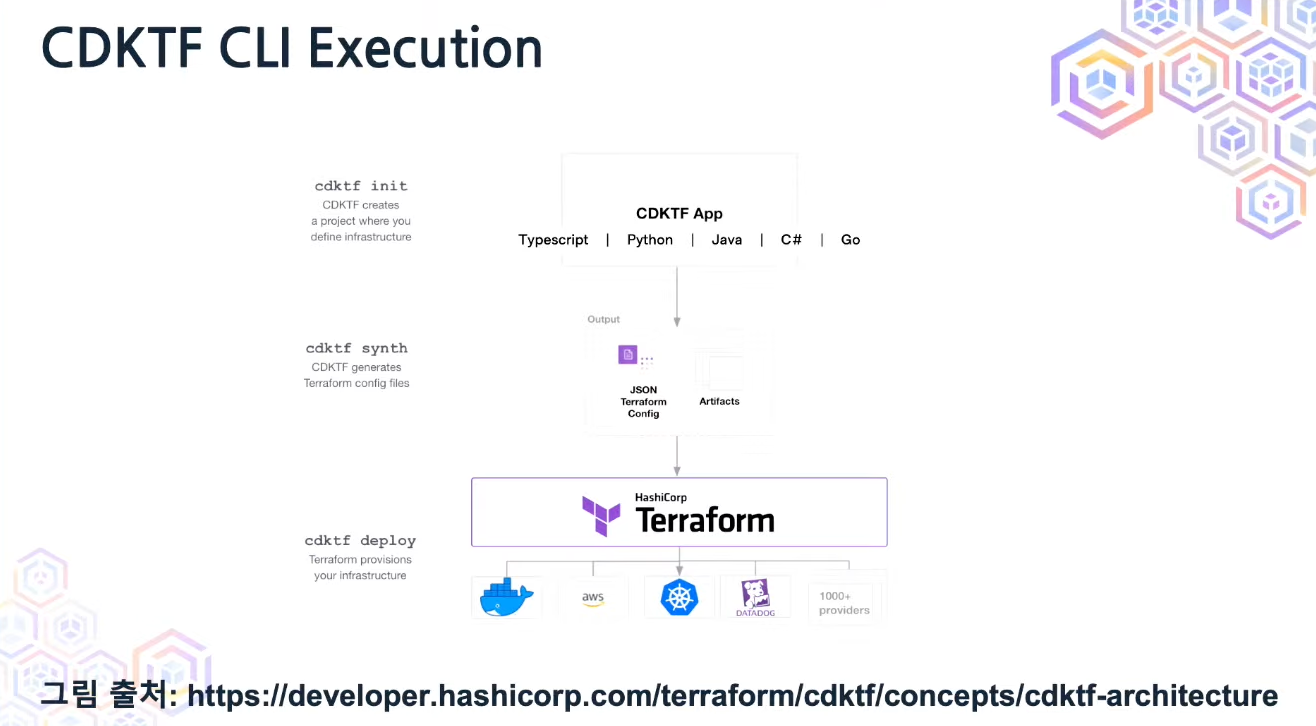 CDKTF CLI Execution
cdktf init
CDKTF creates
a project where you
define infrastructure
CDKTF App
Typescript | Python | Java | C# | Go
Output
cdktf synth
CDKTF generates
Terraform config files
JSON
Terraform
Config
Artifacts
HashiCorp
Terraform
cdktf deploy
Terraform provisions
your infrastructure
aws
DATADOG
1000+
providers
그림 출처: https://developer.hashicorp.com/terraform/cdktf/concepts/cdktf-architecture